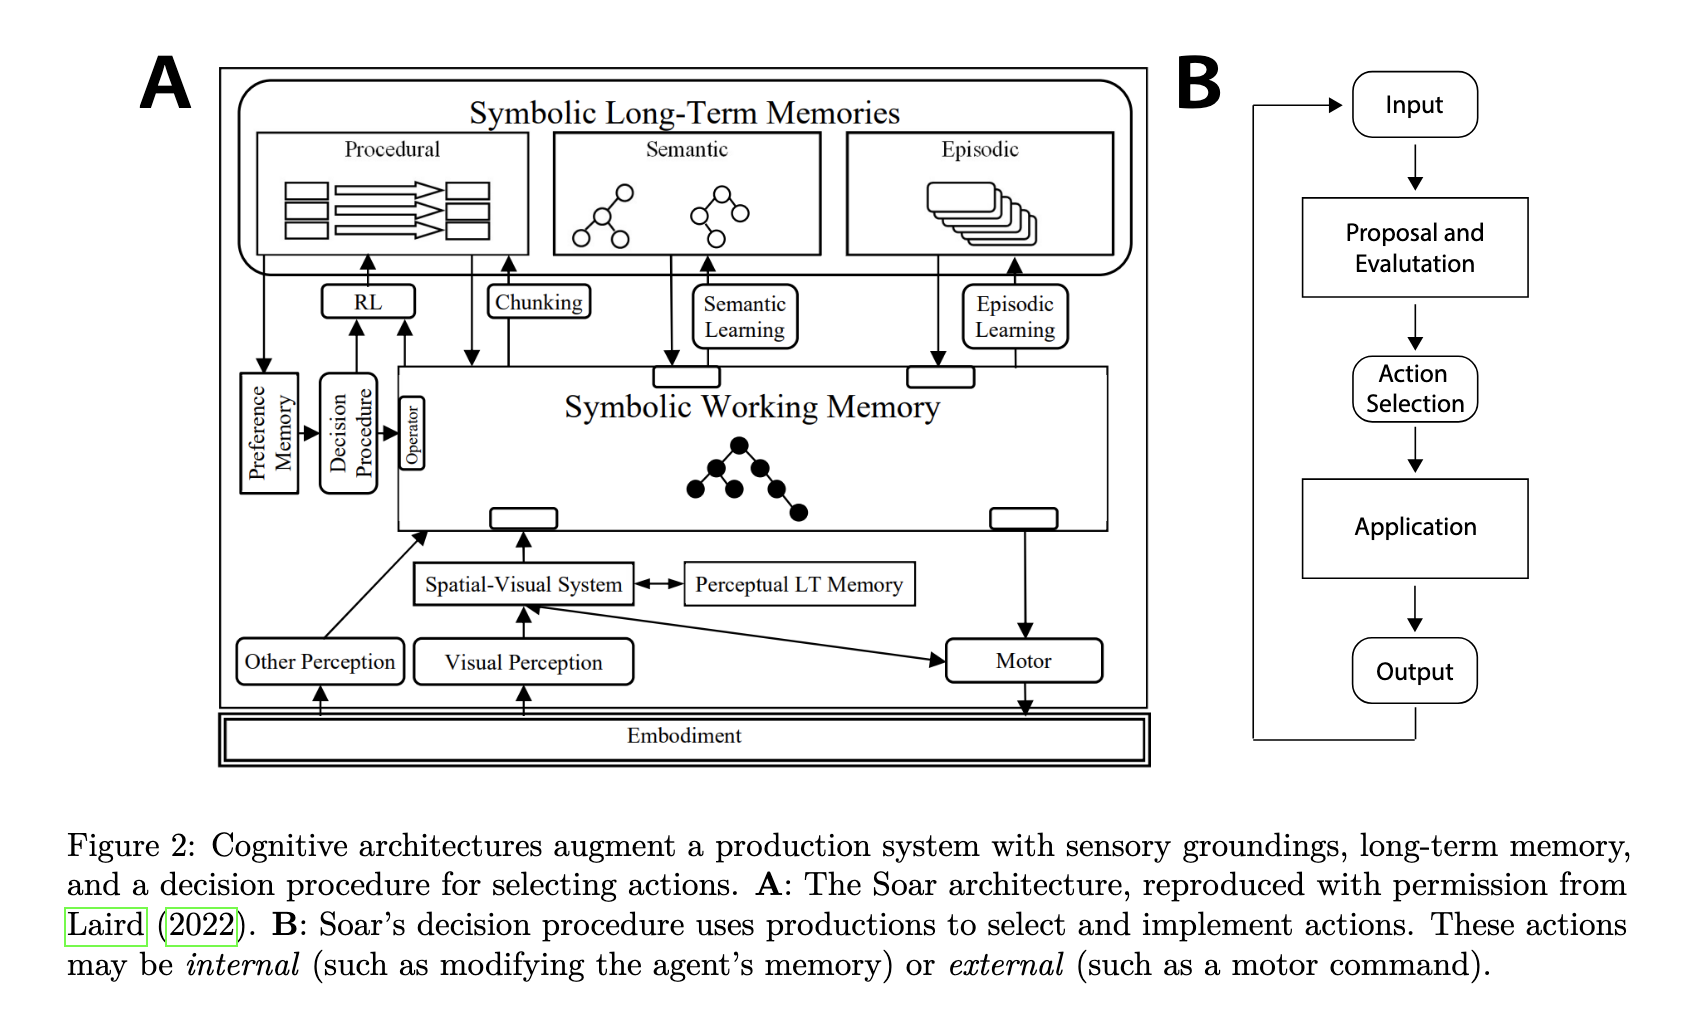 A
Symbolic Long-Term Memories
Procedural
Semantic
Episodic
RL
Chunking
Semantic
Learning
Episodic
Learning
Preference
Memory
Decision
Procedure
Operator
Symbolic Working Memory
Spatial-Visual System
Perceptual LT Memory
Other Perception
Visual Perception
Motor
Embodiment
B
Input
Proposal and
Evalutation
Action
Selection
Application
Output
Figure 2: Cognitive architectures augment a production system with sensory groundings, long-term memory,
and a decision procedure for selecting actions. A: The Soar architecture, reproduced with permission from
Laird (2022). B: Soar's decision procedure uses productions to select and implement actions. These actions
may be internal (such as modifying the agent's memory) or external (such as a motor command).